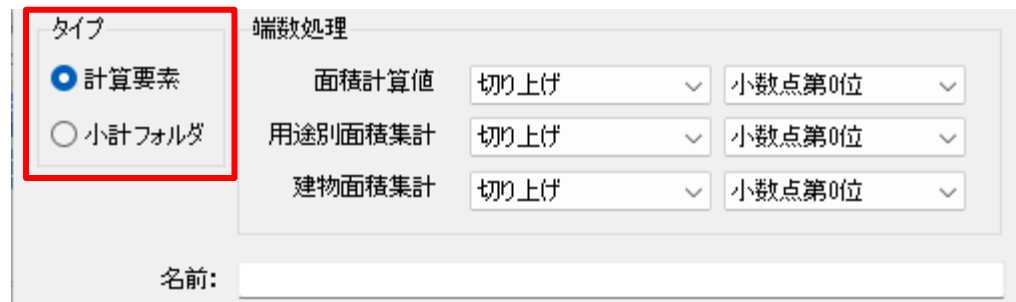 タイプ
計算要素
小計フォルダ
端数処理
面積計算値 切り上げ 小数点第0位
用途別面積集計 切り上げ 小数点第0位
建物面積集計 切り上げ 小数点第0位
名前: